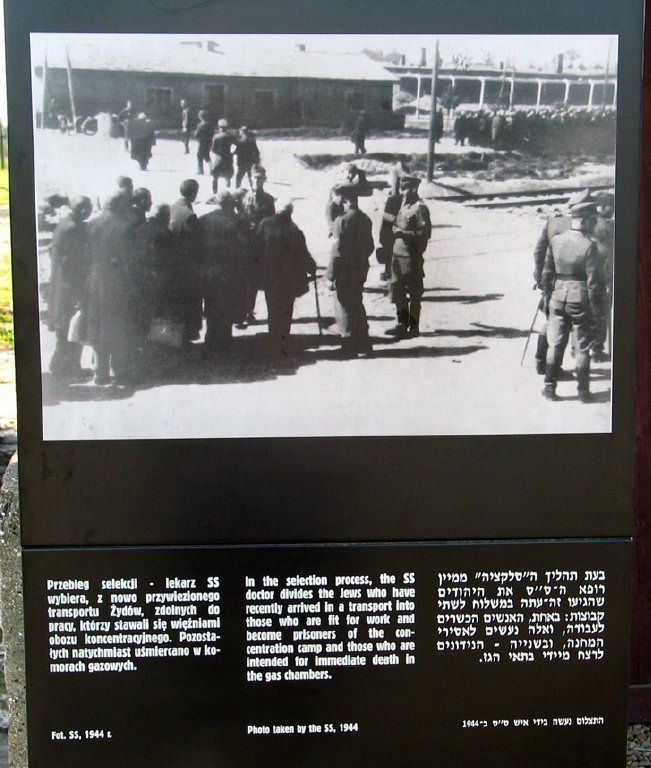 Przebieg selekcji - lekarz SS
wybiera, z nowo przywiezionego
transportu Żydów, zdolnych do
pracy, którzy stawali się więźniami
obozu koncentracyjnego. Pozosta-
łych natychmiast uśmiercano w ko-
morach gazowych.
Fot. SS, 1944 r.
In the selection process, the SS
doctor divides the Jews who have
recently arrived in a transport into
those who are fit for work and
become prisoners of the con-
centration camp and those who are
intended for immediate death in
the gas chambers.
Photo taken by the SS, 1944
בעת תהליך ה"סלקציה" ממיין
רופא ה-ס״ס את היהודים
שהגיעו זה-עתה במשלוח לשתי
קבוצות: באחת, האנשים הכשרים
לעבודה, ואלה נעשים לאסירי
המחנה, ובשנייה - הנידונים
לרצח מיידי בתאי הגז.
התצלום נעשה בידי איש ס״ס ב-1944